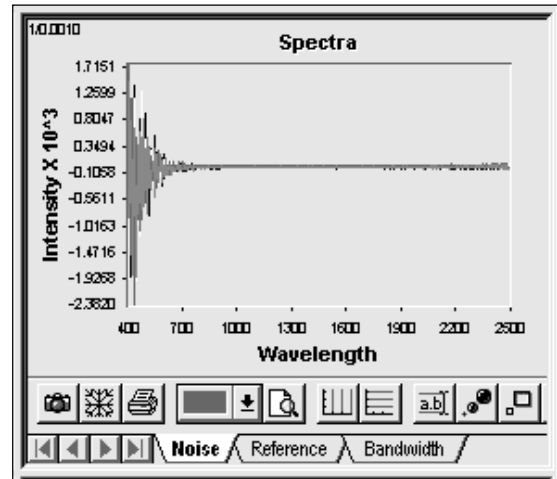 1/0.0010
Spectra
1.7151
1.2599
0.8047
0.3494
-0.1058
-0.5611
-1.0163
-1.4716
-1.9268
-2.3820
Intensity X 10^3
400 700 1000 1300 1600 1900 2200 2500
Wavelength
a.b
Noise Reference Bandwidth